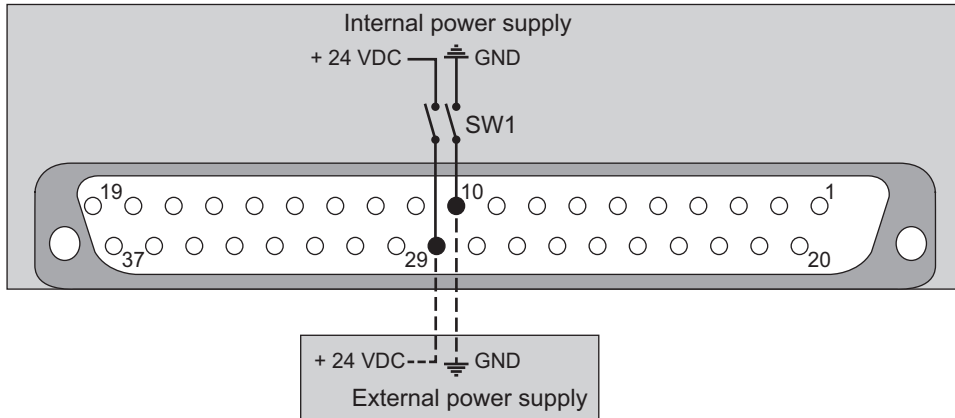 Internal power supply
+ 24 VDC GND
SW1
19 10 1
37 29 20
+ 24 VDC GND
External power supply